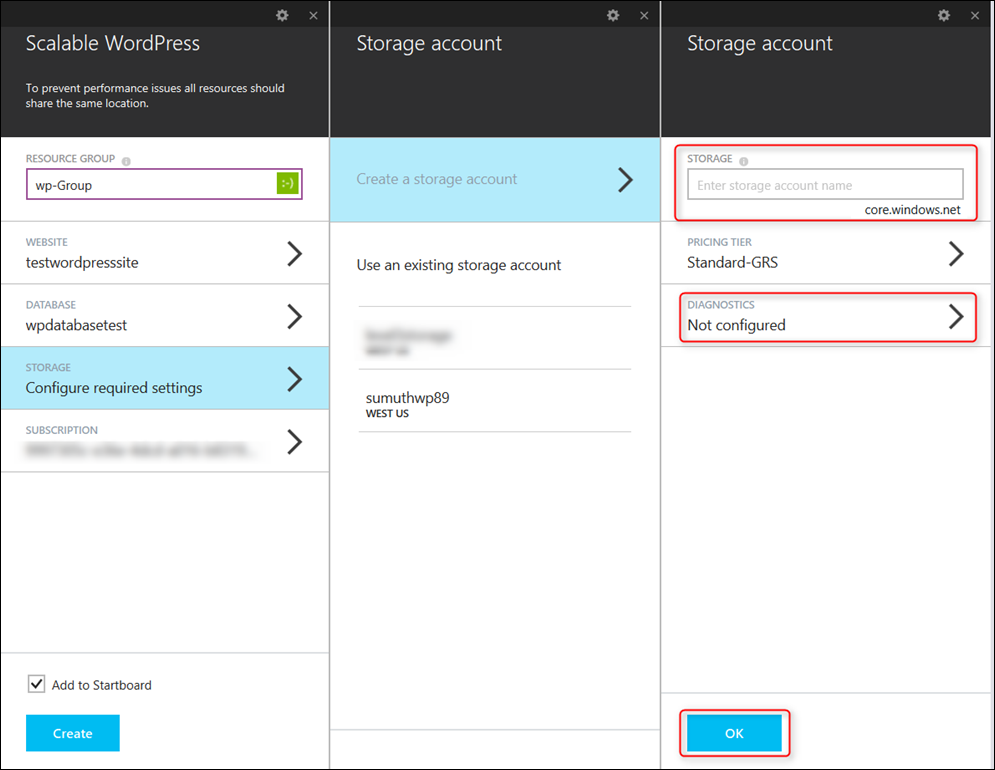 Scalable WordPress
To prevent performance issues all resources should
share the same location.
RESOURCE GROUP
wp-Group
:-)
WEBSITE
testwordpresssite
DATABASE
wpdatabasetest
STORAGE
Configure required settings
SUBSCRIPTION
Add to Startboard
Create
Storage account
Create a storage account
Use an existing storage account
WEST US
sumuthwp89
WEST US
Storage account
STORAGE
Enter storage account name
core.windows.net
PRICING TIER
Standard-GRS
DIAGNOSTICS
Not configured
OK